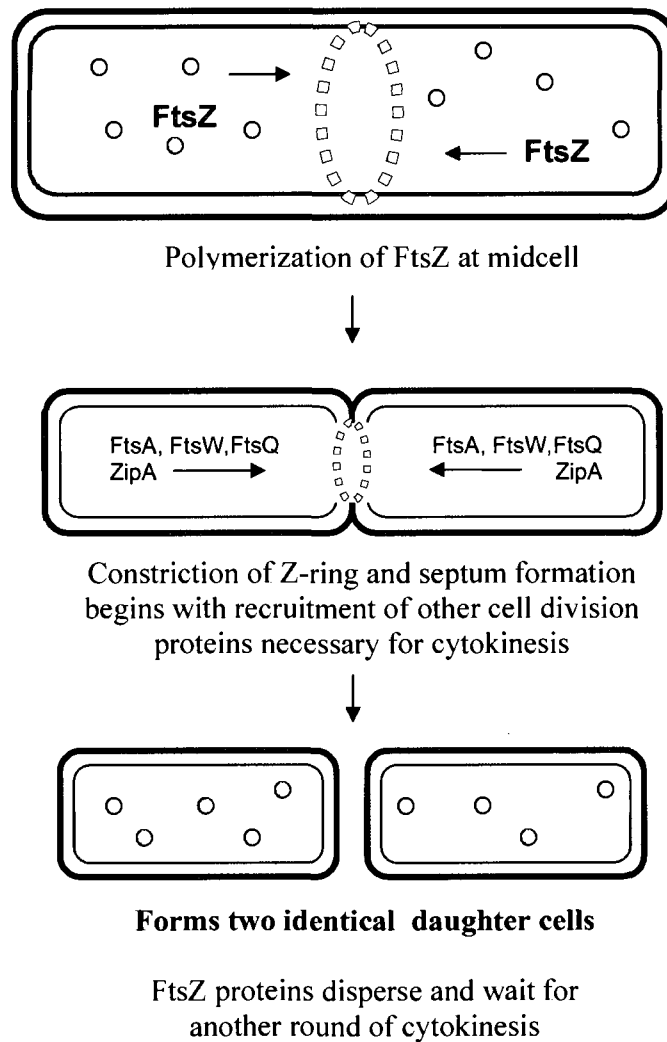 FtsZ
FtsZ
Polymerization of FtsZ at midcell
FtsA, FtsW,FtsQ
ZipA
FtsA, FtsW,FtsQ
ZipA
Constriction of Z-ring and septum formation
begins with recruitment of other cell division
proteins necessary for cytokinesis
Forms two identical daughter cells
FtsZ proteins disperse and wait for
another round of cytokinesis